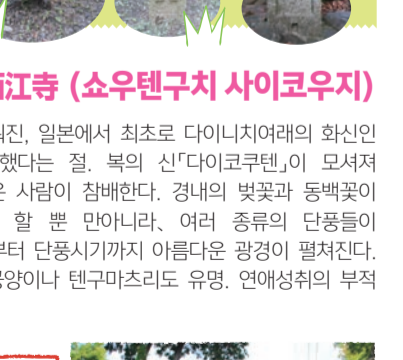 江寺 (쇼우텐구치 사이코우지)
일본에서 최초로 다이니치여래의 화신인
했다는 절. 복의 신「다이코쿠텐」이 모셔져
사람이 참배한다. 경내의 벚꽃과 동백꽃이
할 뿐 만아니라、여러 종류의 단풍들이
부터 단풍시기까지 아름다운 광경이 펼쳐진다.
공양이나 텐구마츠리도 유명. 연애성취의 부적